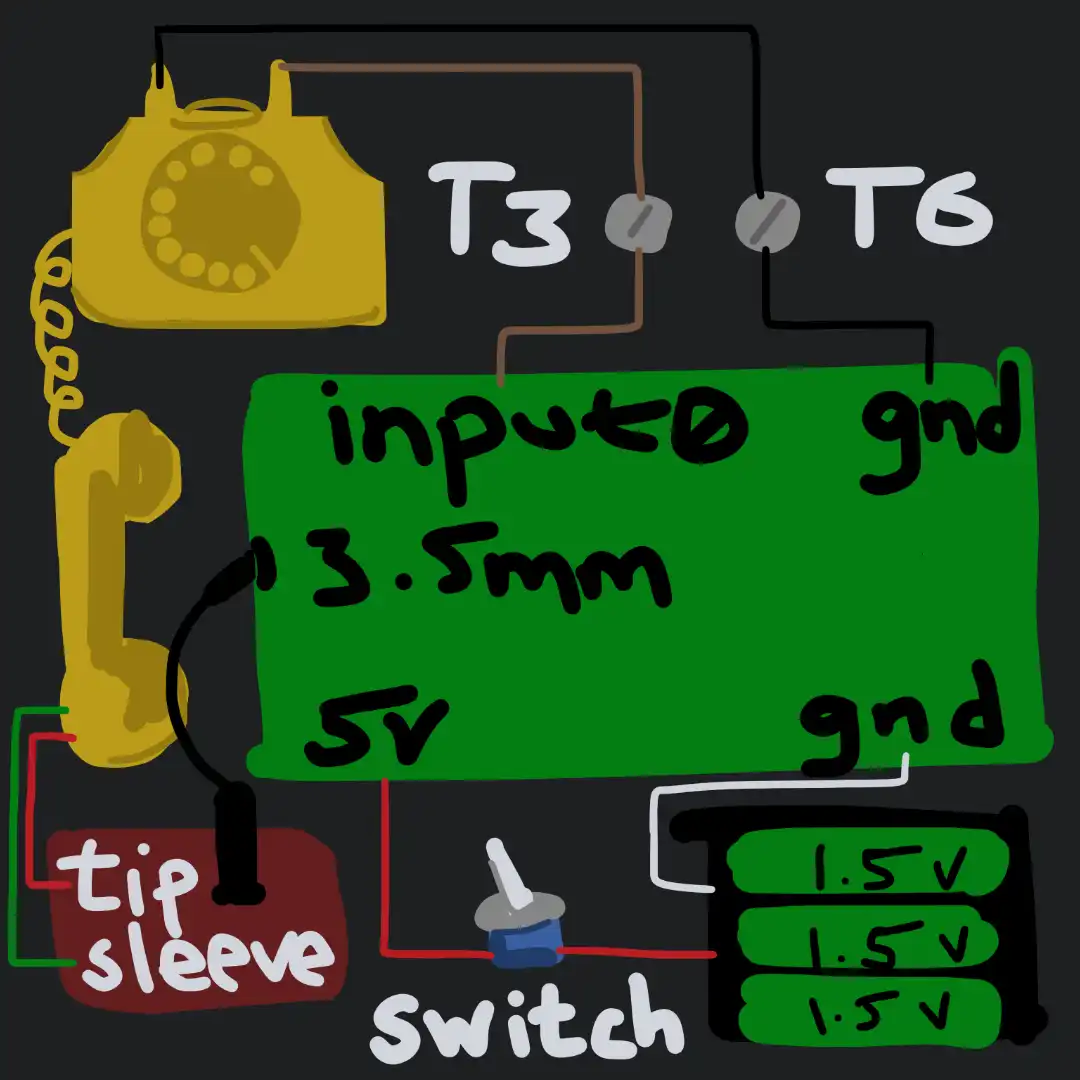 T3
T6
input0 gnd
3.5mm
5v gnd
tip
sleeve
switch
1.5v
1.5v
1.5v